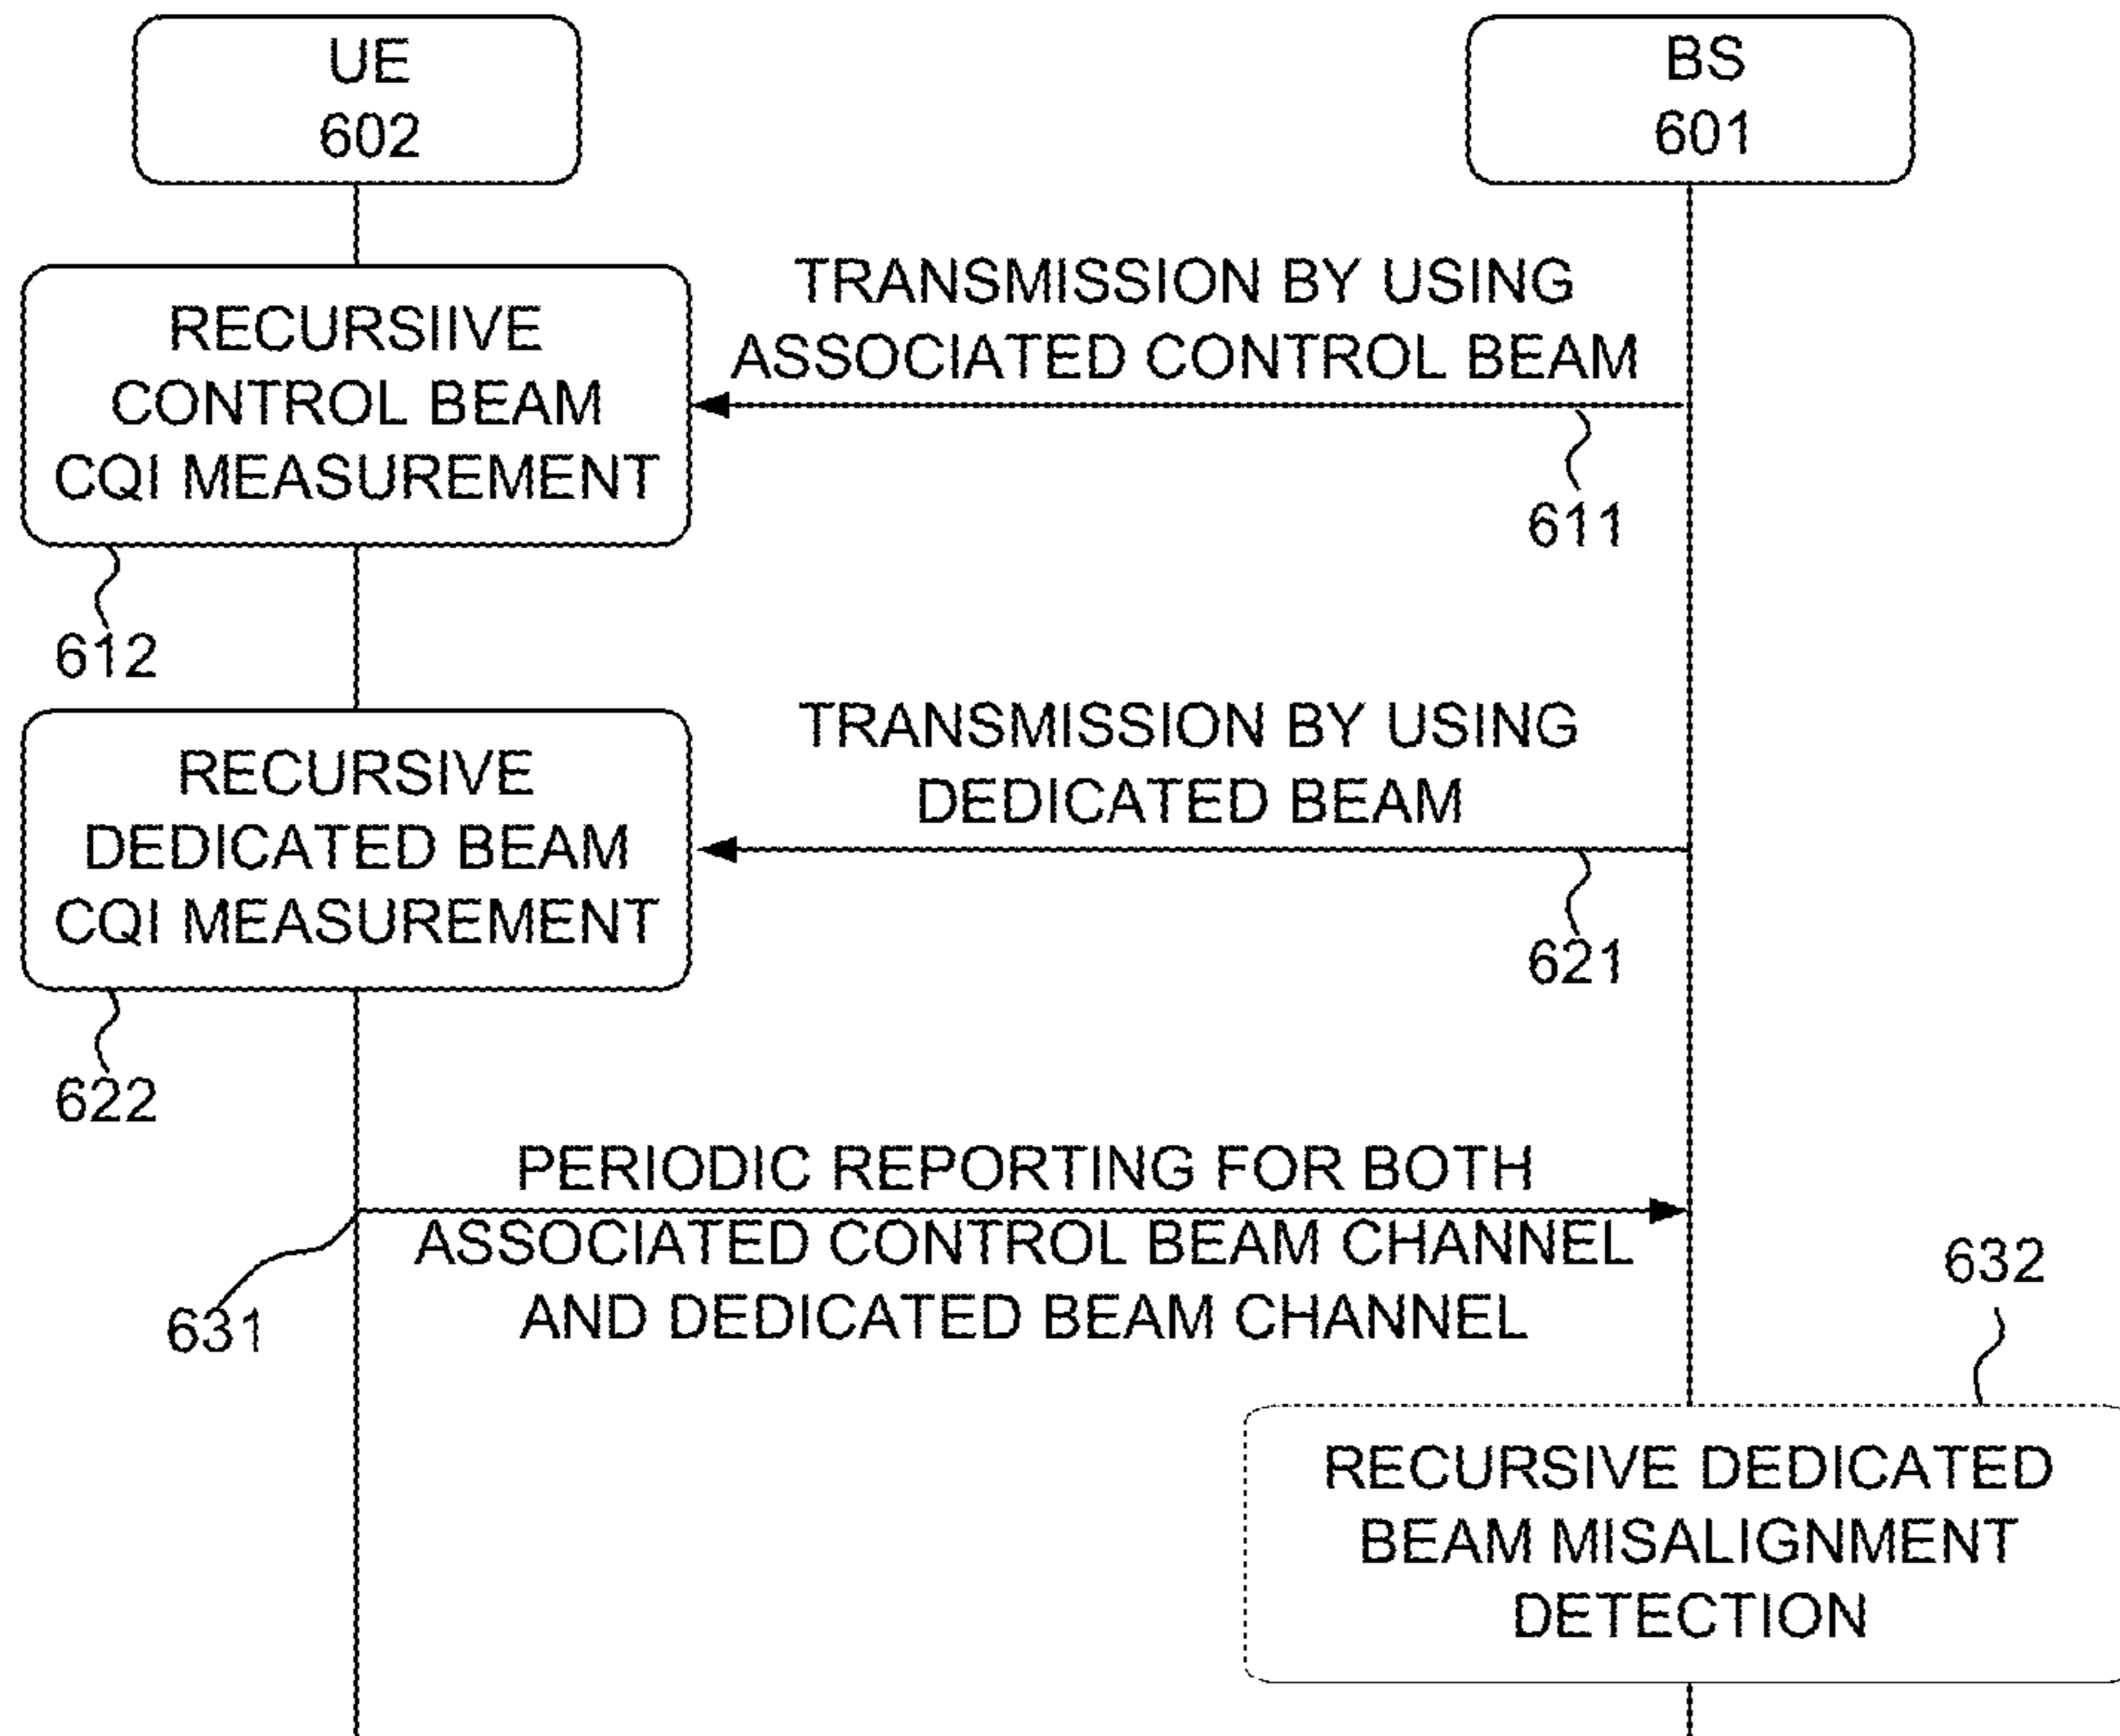 UE
602
BS
601
TRANSMISSION BY USING
ASSOCIATED CONTROL BEAM
RECURSIIVE
CONTROL BEAM
CQI MEASUREMENT
611
612
TRANSMISSION BY USING
DEDICATED BEAM
RECURSIVE
DEDICATED BEAM
CQI MEASUREMENT
621
622
PERIODIC REPORTING FOR BOTH
ASSOCIATED CONTROL BEAM CHANNEL
AND DEDICATED BEAM CHANNEL
631
632
RECURSIVE DEDICATED
BEAM MISALIGNMENT
DETECTION